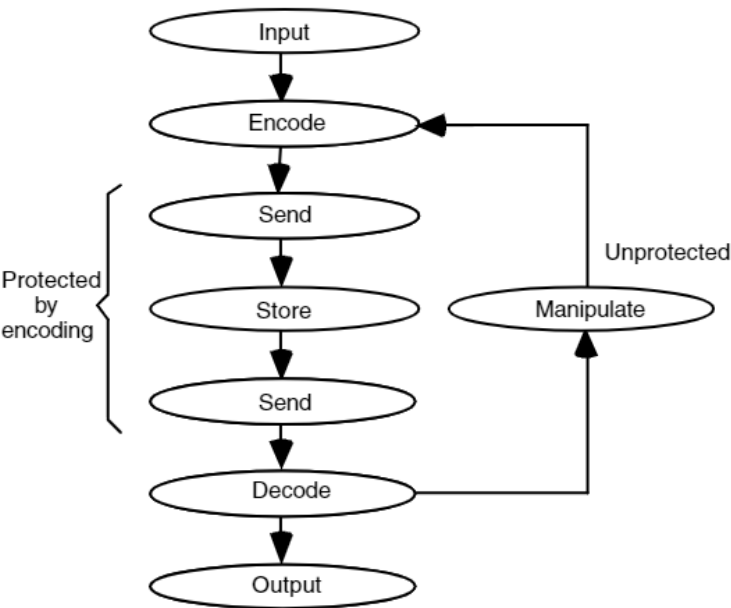 Input
Encode
Send
Unprotected
Protected
by
encoding
Store
Manipulate
Send
Decode
Output